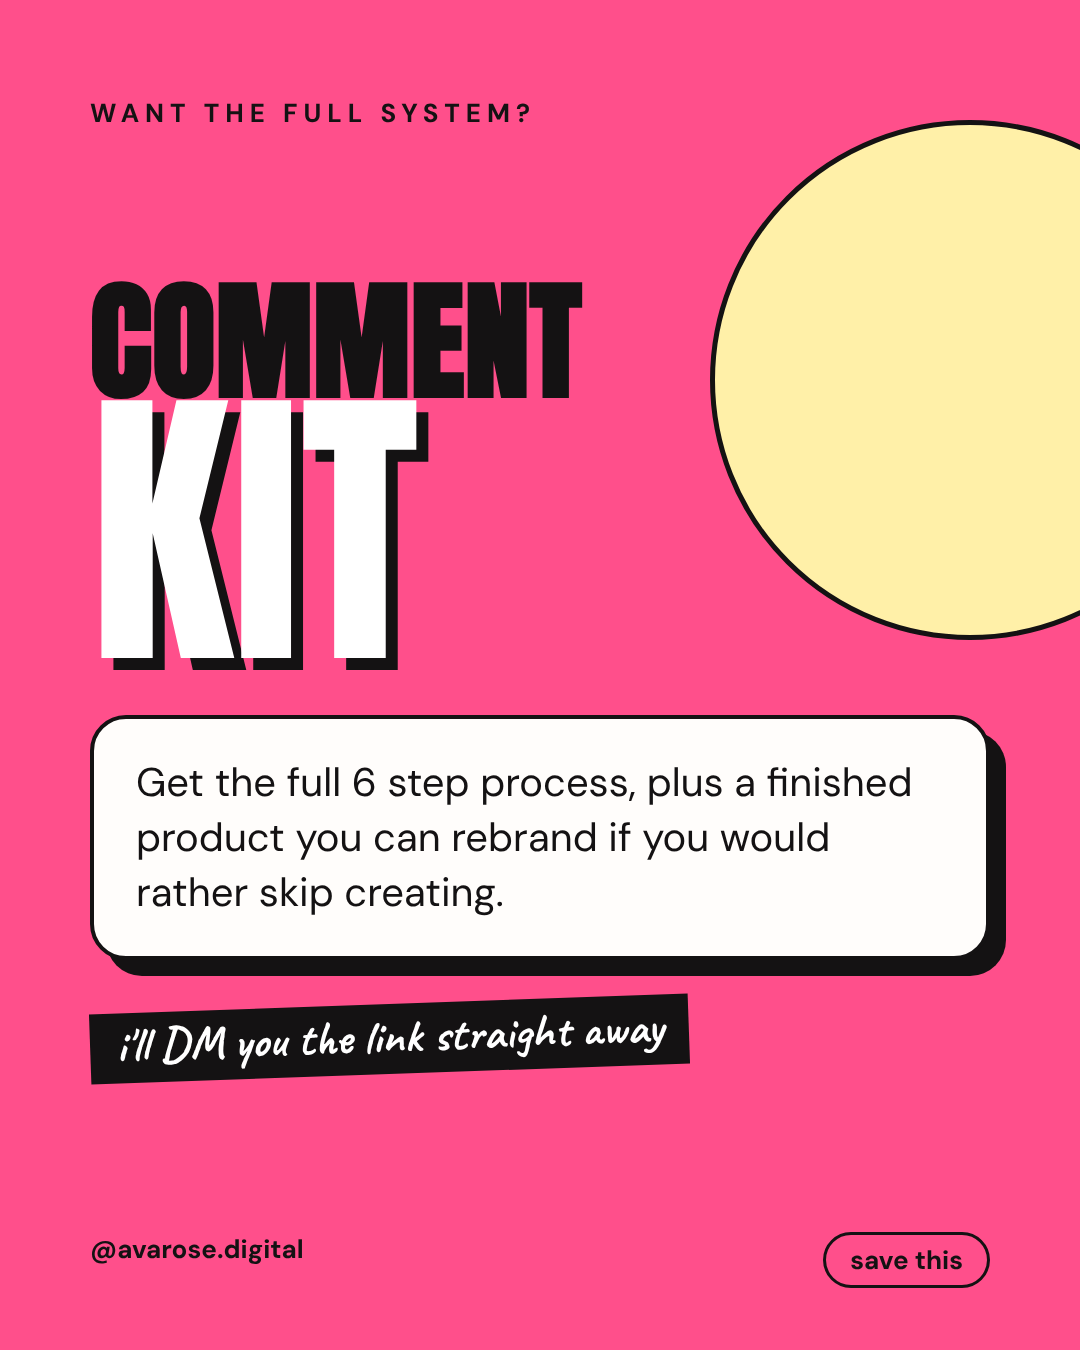 WANT THE FULL SYSTEM?
COMMENT
KIT
Get the full 6 step process, plus a finished
product you can rebrand if you would
rather skip creating.
i'll DM you the link straight away
@avarose.digital
save this